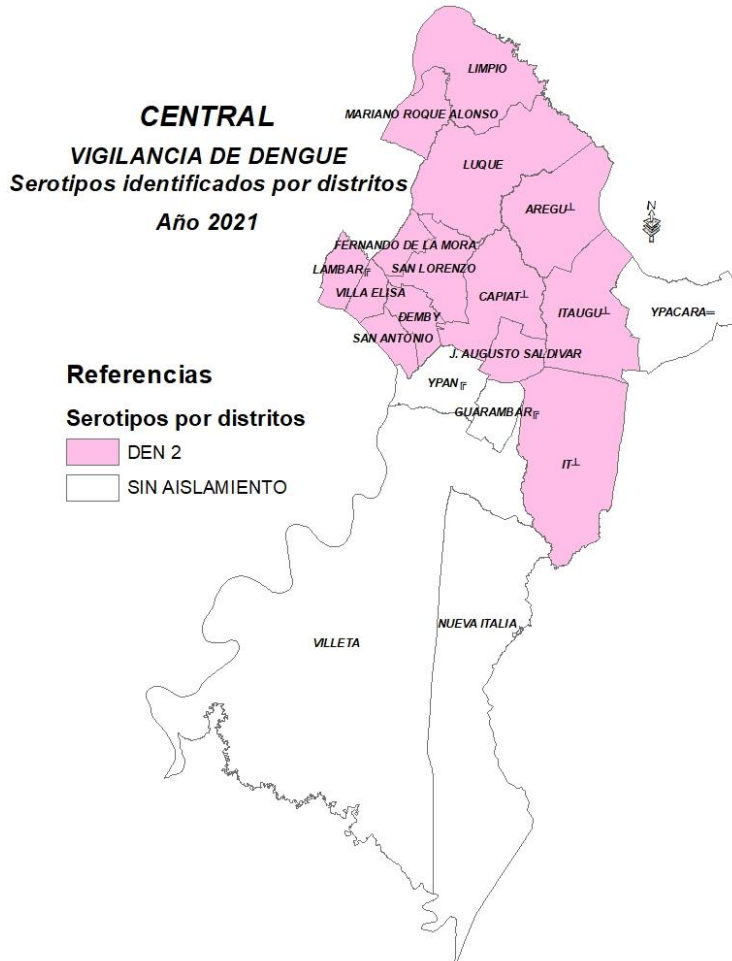 CENTRAL
VIGILANCIA DE DENGUE
Serotipos identificados por distritos
Año 2021
N
LIMPIO
MARIANO ROQUE ALONSO
LUQUE
AREGU┴
FERNANDO DE LA MORA
LAMBAR╔
SAN LORENZO
CAPIAT┴
ITAUGU┴
YPACARA═
VILLA ELISA
ĐEMBY
SAN ANTONIO
J. AUGUSTO SALDIVAR
YPAN╔
GUARAMBAR╔
IT┴
Referencias
Serotipos por distritos
DEN 2
SIN AISLAMIENTO
VILLETA
NUEVA ITALIA